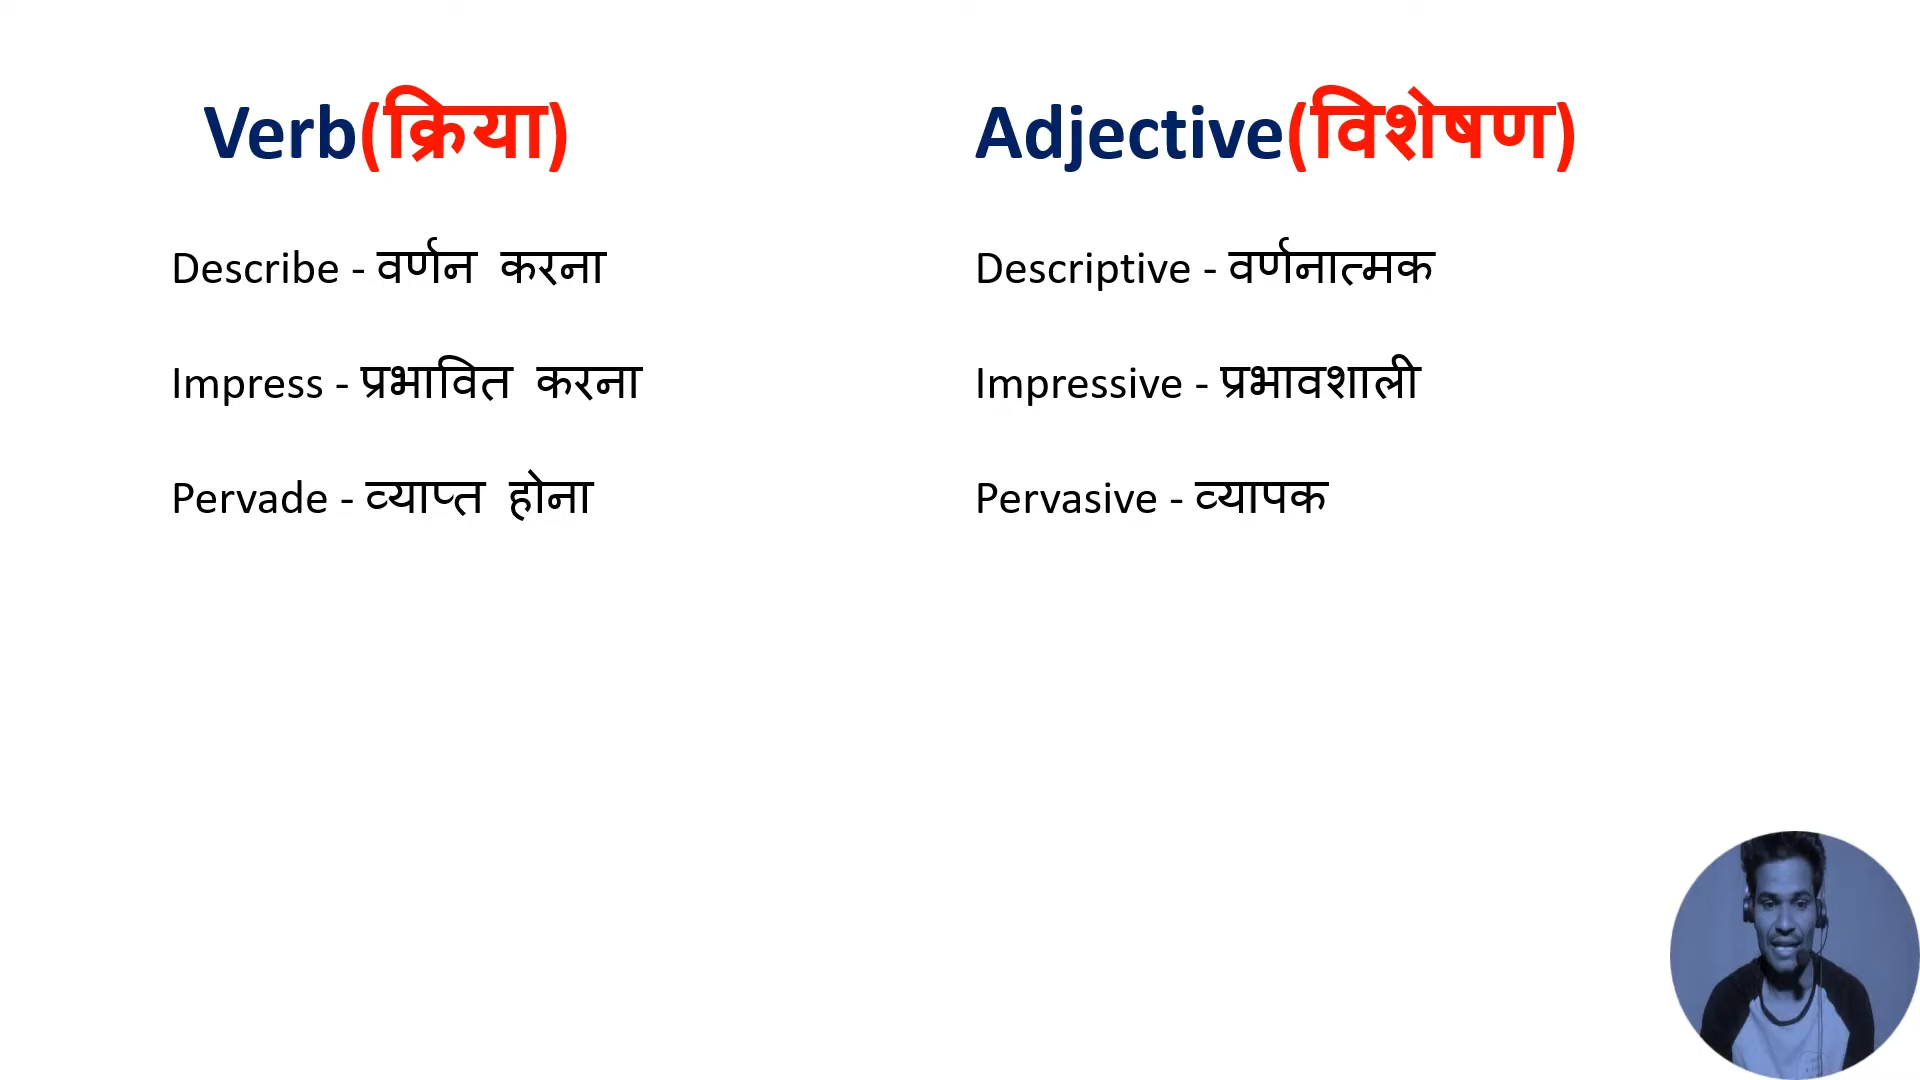 Verb(क्रिया)
Adjective(विशेषण)
Describe - वर्णन करना
Descriptive - वर्णनात्मक
Impress - प्रभावित करना
Impressive - प्रभावशाली
Pervade - व्याप्त होना
Pervasive - व्यापक